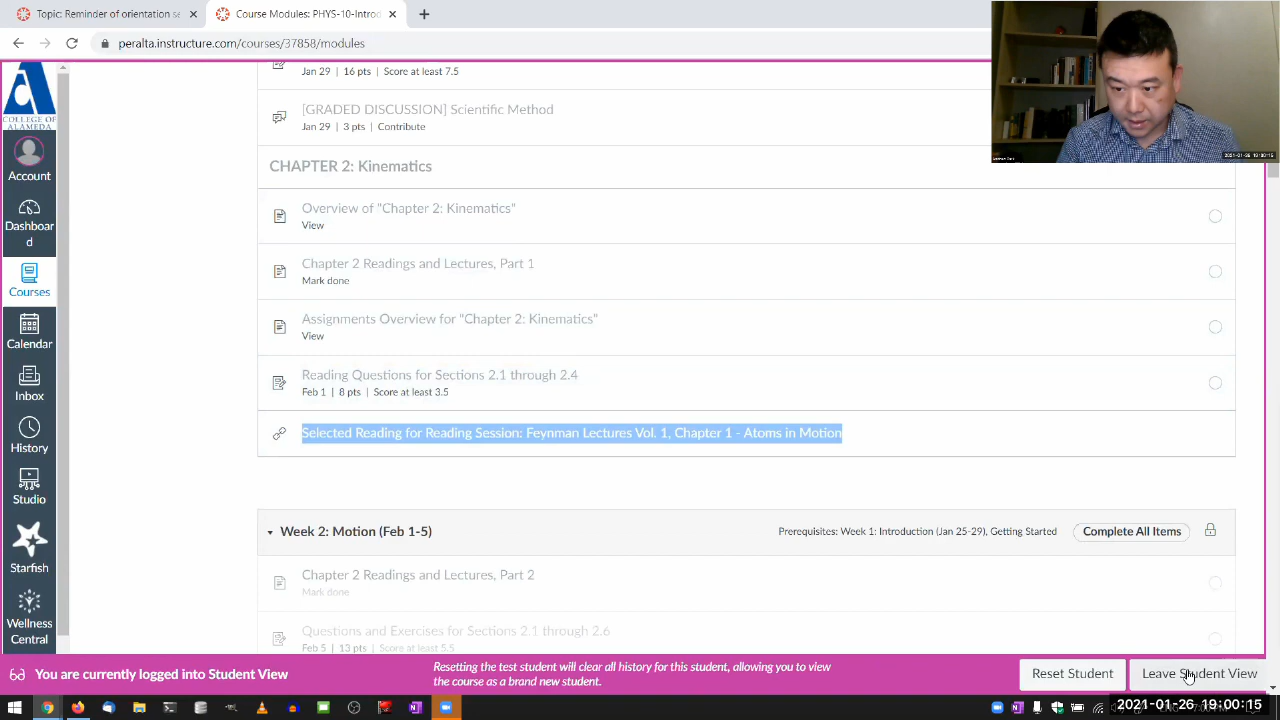 Topic: Reminder of orientation se
Course Modules: PHYS-10-Introd
peralta.instructure.com/courses/37858/modules
COLLEGE OF
ALAMEDA
Account
Dashboar
d
Courses
Calendar
Inbox
History
Studio
Starfish
Wellness
Central
Jan 29 | 16 pts | Score at least 7.5
[GRADED DISCUSSION] Scientific Method
Jan 29 | 3 pts | Contribute
CHAPTER 2: Kinematics
Overview of "Chapter 2: Kinematics"
View
Chapter 2 Readings and Lectures, Part 1
Mark done
Assignments Overview for "Chapter 2: Kinematics"
View
Reading Questions for Sections 2.1 through 2.4
Feb 1 | 8 pts | Score at least 3.5
Selected Reading for Reading Session: Feynman Lectures Vol. 1, Chapter 1 - Atoms in Motion
Week 2: Motion (Feb 1-5)
Prerequisites: Week 1: Introduction (Jan 25-29), Getting Started
Complete All Items
Chapter 2 Readings and Lectures, Part 2
Mark done
Questions and Exercises for Sections 2.1 through 2.6
Feb 5 | 13 pts | Score at least 5.5
2021-01-26 19:00:15
You are currently logged into Student View
Resetting the test student will clear all history for this student, allowing you to view
the course as a brand new student.
Reset Student
Leave Student View
2021-01-26 19:00:15